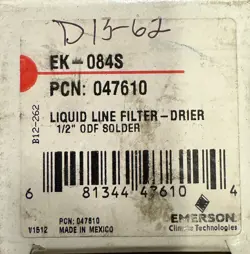 D13-62
EK-084S
PCN: 047610
LIQUID LINE FILTER-DRIER
1/2" ODF SOLDER
B12-262
6 81344 47610 4
PCN: 047610
V1512 MADE IN MEXICO
EMERSON
Climate Technologies